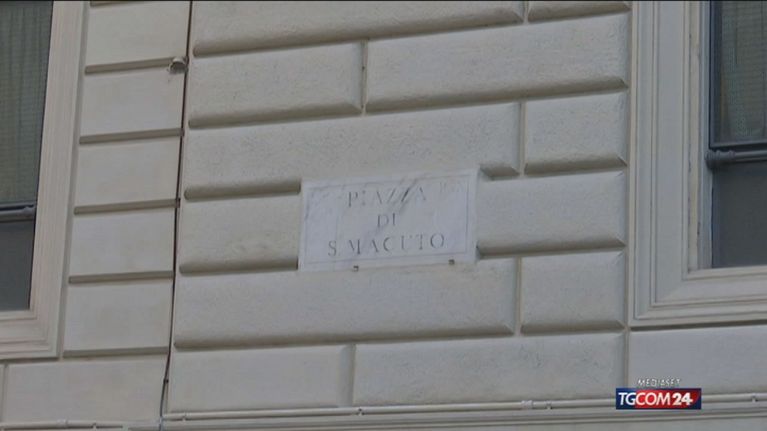 PIAZZA
DI
S. MACUTO
MEDIASET
TGCOM24